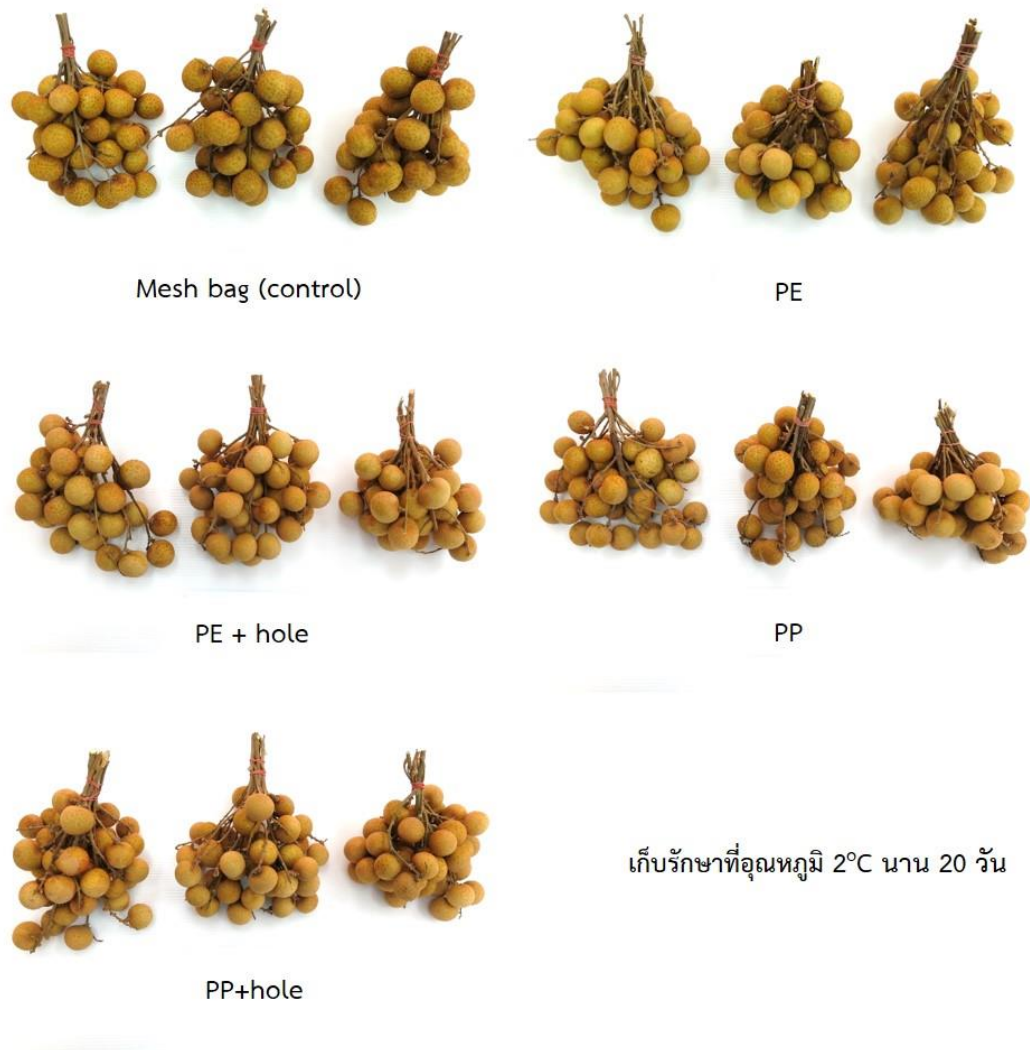 Mesh bag (control)
PE
PE + hole
PP
PP+hole
เก็บรักษาที่อุณหภูมิ 2°C นาน 20 วัน